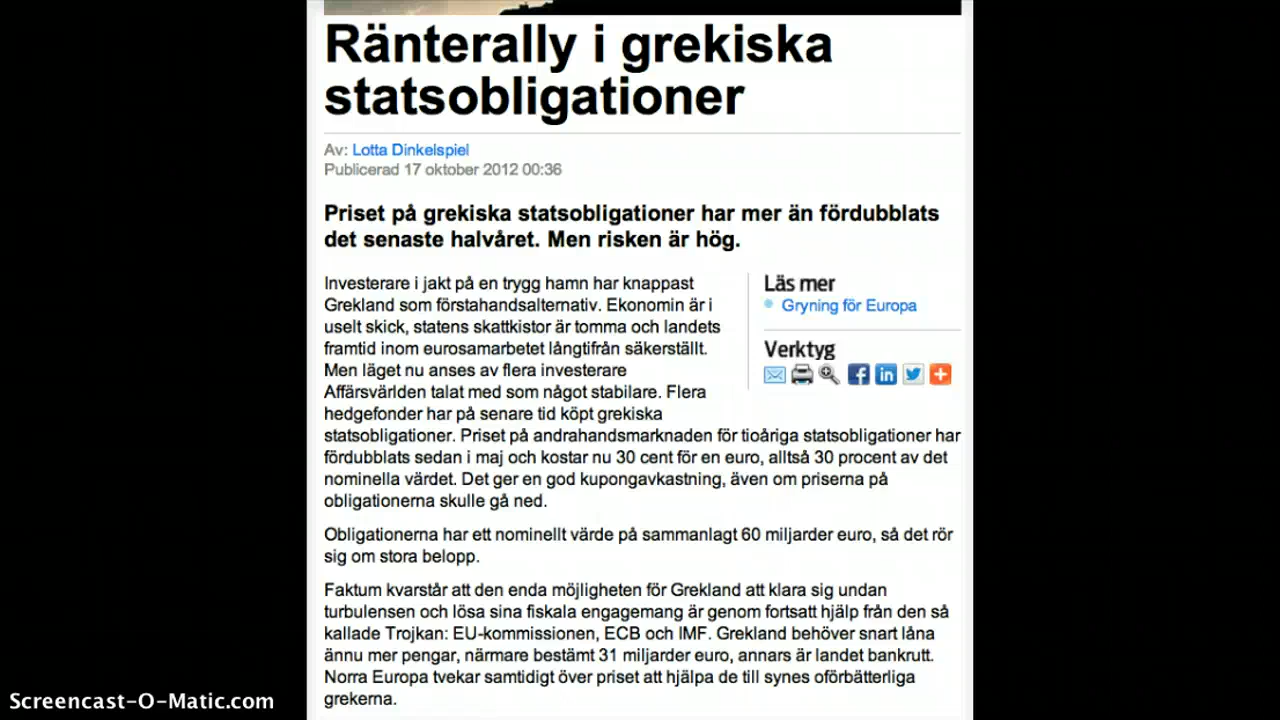 Ränterally i grekiska
statsobligationer
Av: Lotta Dinkelspiel
Publicerad 17 oktober 2012 00:36
Priset på grekiska statsobligationer har mer än fördubblats
det senaste halvåret. Men risken är hög.
Investerare i jakt på en trygg hamn har knappast
Grekland som förstahandsalternativ. Ekonomin är i
uselt skick, statens skattkistor är tomma och landets
framtid inom eurosamarbetet långtifrån säkerställt.
Men läget nu anses av flera investerare
Affärsvärlden talat med som något stabilare. Flera
hedgefonder har på senare tid köpt grekiska
statsobligationer. Priset på andrahandsmarknaden för tioåriga statsobligationer har
fördubblats sedan i maj och kostar nu 30 cent för en euro, alltså 30 procent av det
nominella värdet. Det ger en god kupongavkastning, även om priserna på
obligationerna skulle gå ned.
Läs mer
Gryning för Europa
Verktyg
Obligationerna har ett nominellt värde på sammanlagt 60 miljarder euro, så det rör
sig om stora belopp.
Faktum kvarstår att den enda möjligheten för Grekland att klara sig undan
turbulensen och lösa sina fiskala engagemang är genom fortsatt hjälp från den så
kallade Trojkan: EU-kommissionen, ECB och IMF. Grekland behöver snart låna
ännu mer pengar, närmare bestämt 31 miljarder euro, annars är landet bankrutt.
Norra Europa tvekar samtidigt över priset att hjälpa de till synes oförbätterliga
grekerna.
Screencast-O-Matic.com